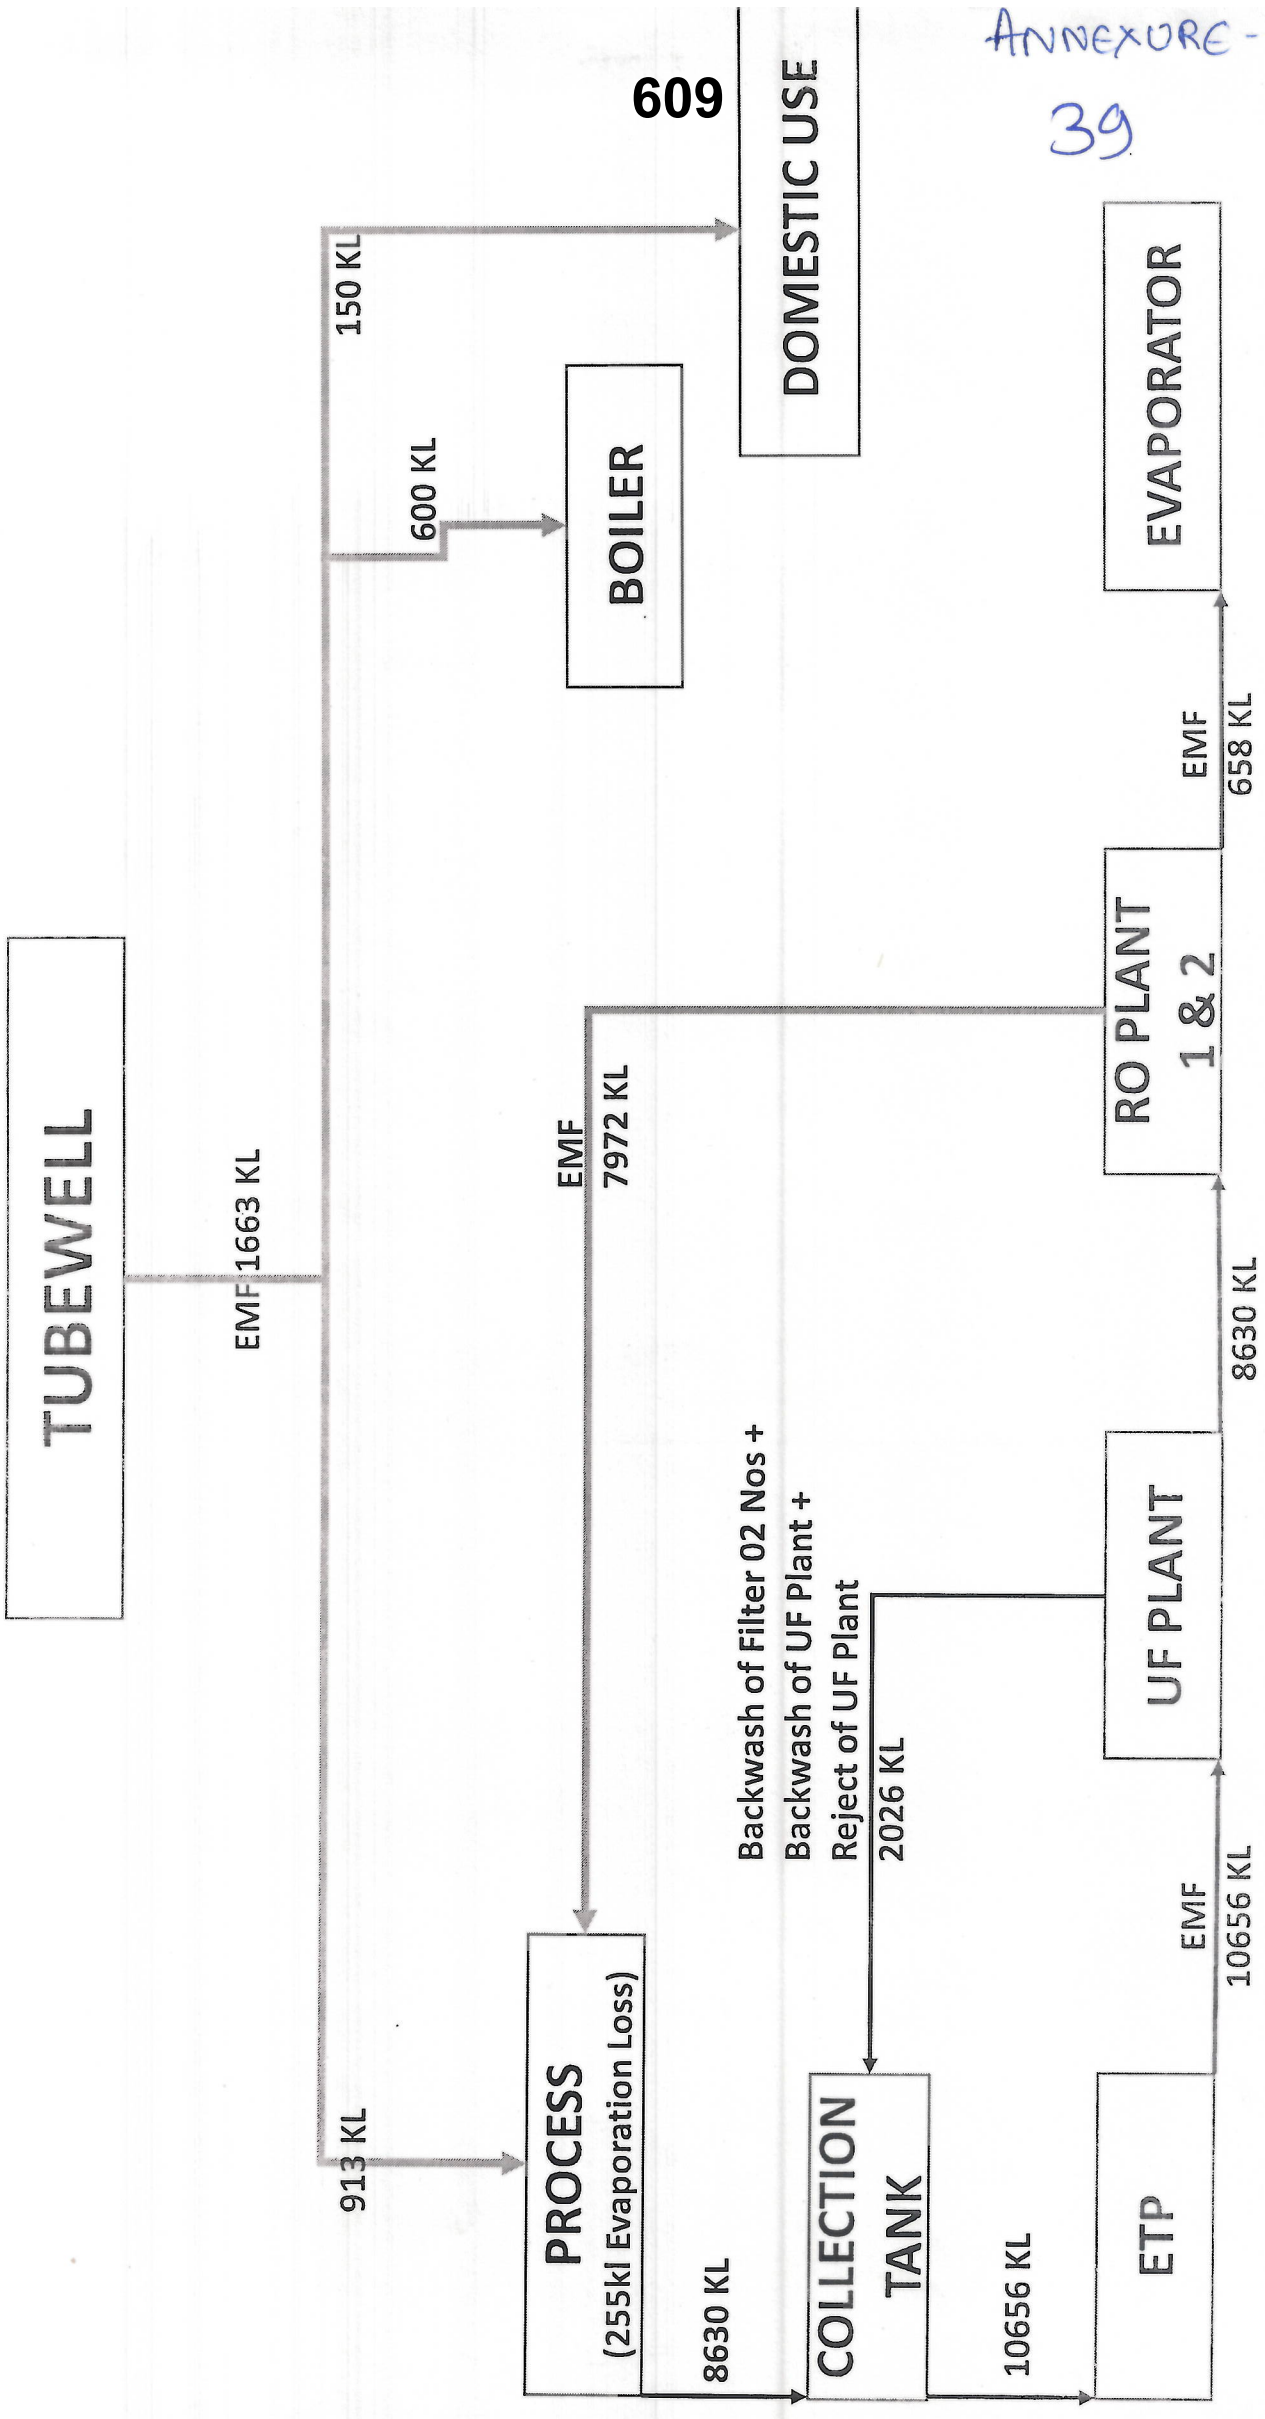 609
ANNEXURE-
39
TUBEWELL
EMF 1663 KL
913 KL
600 KL
150 KL
PROCESS
(255kl Evaporation Loss)
BOILER
DOMESTIC USE
EMF
7972 KL
8630 KL
Backwash of Filter 02 Nos +
Backwash of UF Plant +
Reject of UF Plant
2026 KL
COLLECTION
TANK
10656 KL
ETP
EMF
10656 KL
UF PLANT
8630 KL
RO PLANT
1 & 2
EMF
658 KL
EVAPORATOR